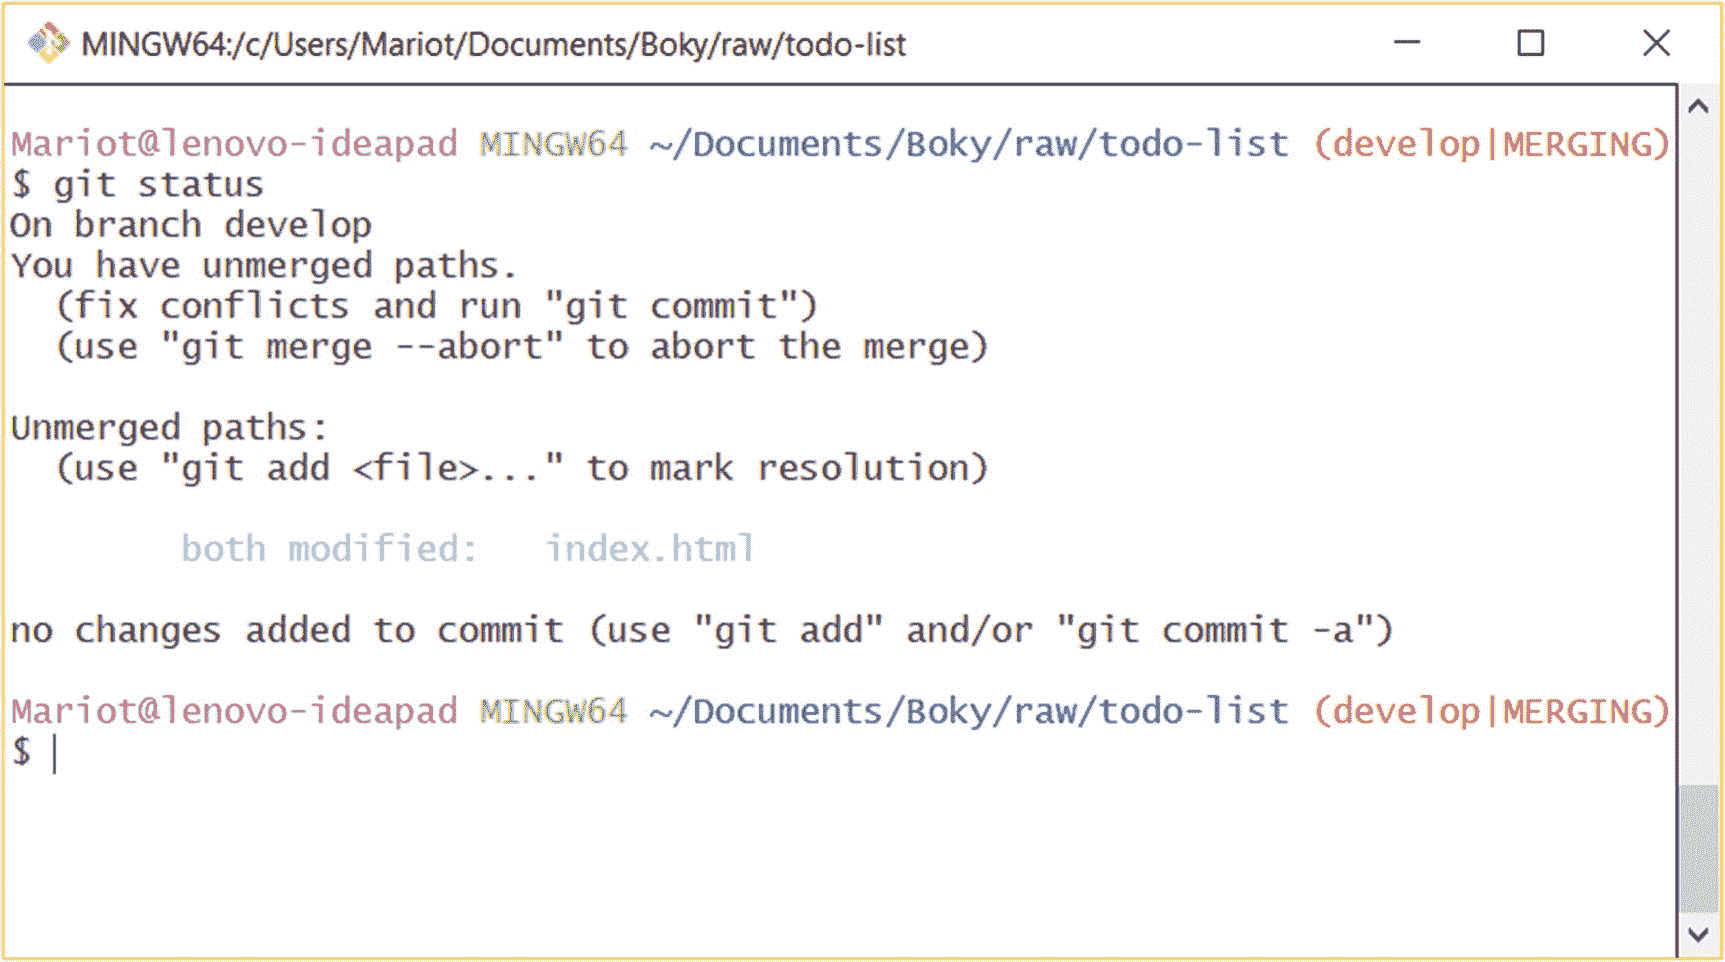 MINGW64:/c/Users/Mariot/Documents/Boky/raw/todo-list
Mariot@lenovo-ideapad MINGW64 ~/Documents/Boky/raw/todo-list (develop|MERGING)
$ git status
On branch develop
You have unmerged paths.
  (fix conflicts and run "git commit")
  (use "git merge --abort" to abort the merge)
Unmerged paths:
  (use "git add <file>..." to mark resolution)
        both modified:   index.html
no changes added to commit (use "git add" and/or "git commit -a")
Mariot@lenovo-ideapad MINGW64 ~/Documents/Boky/raw/todo-list (develop|MERGING)
$